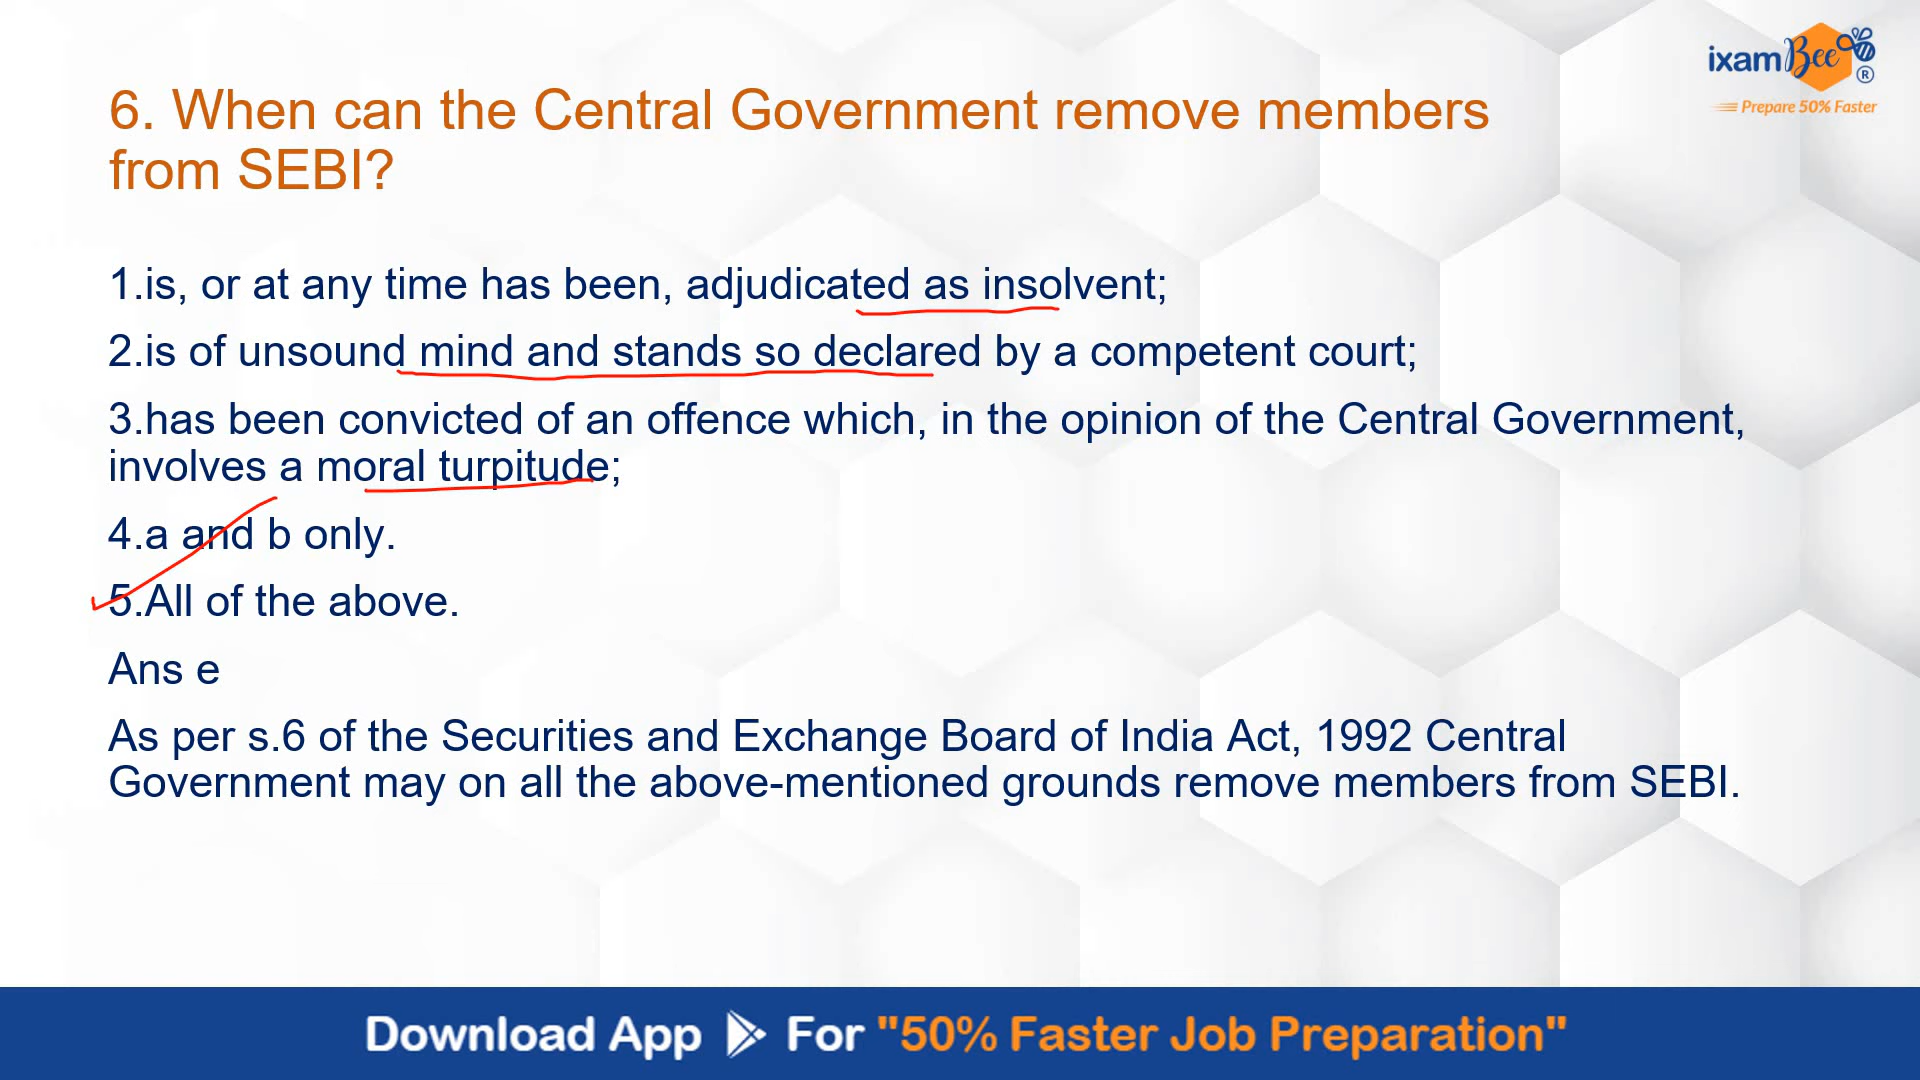 ixamBee®
Prepare 50% Faster
6. When can the Central Government remove members
from SEBI?
1.is, or at any time has been, adjudicated as insolvent;
2.is of unsound mind and stands so declared by a competent court;
3.has been convicted of an offence which, in the opinion of the Central Government,
involves a moral turpitude;
4.a and b only.
5.All of the above.
Ans e
As per s.6 of the Securities and Exchange Board of India Act, 1992 Central
Government may on all the above-mentioned grounds remove members from SEBI.
Download App For "50% Faster Job Preparation"